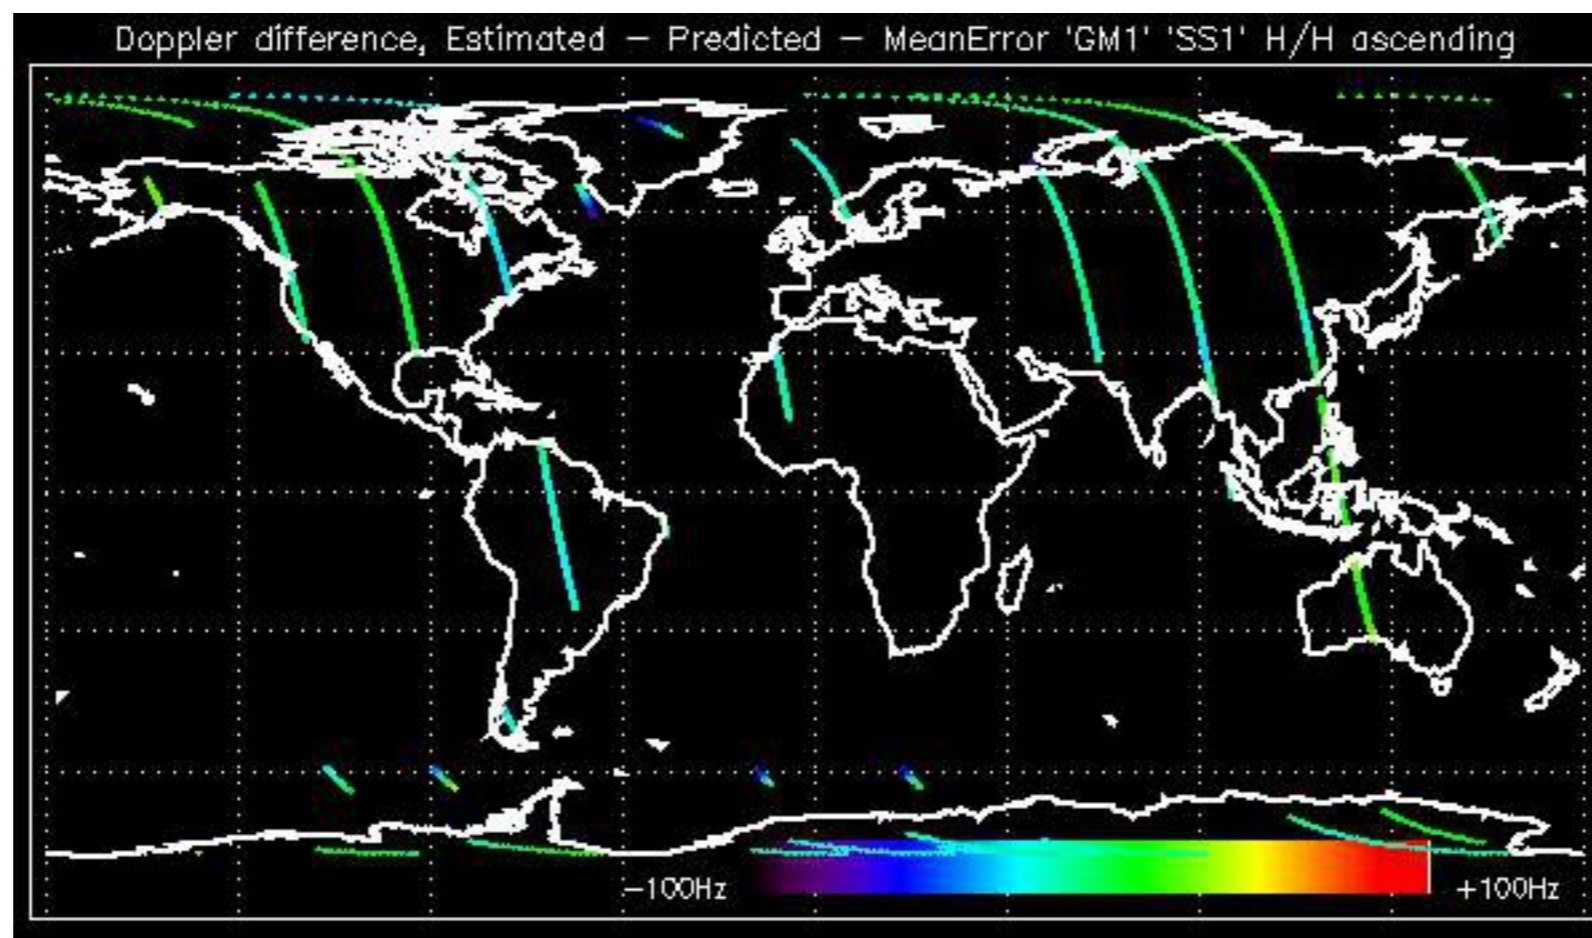 Doppler difference, Estimated − Predicted − MeanError 'GM1' 'SS1' H/H ascending
−100Hz
+100Hz